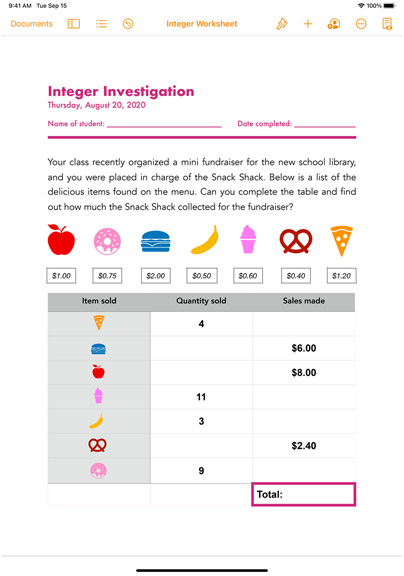 9:41 AM Tue Sep 15
100%
Documents
Integer Worksheet
Integer Investigation
Thursday, August 20, 2020
Name of student:
Date completed:
Your class recently organized a mini fundraiser for the new school library,
and you were placed in charge of the Snack Shack. Below is a list of the
delicious items found on the menu. Can you complete the table and find
out how much the Snack Shack collected for the fundraiser?
$1.00 $0.75 $2.00 $0.50 $0.60 $0.40 $1.20
Item sold Quantity sold Sales made
4
$6.00
$8.00
11
3
$2.40
9
Total: